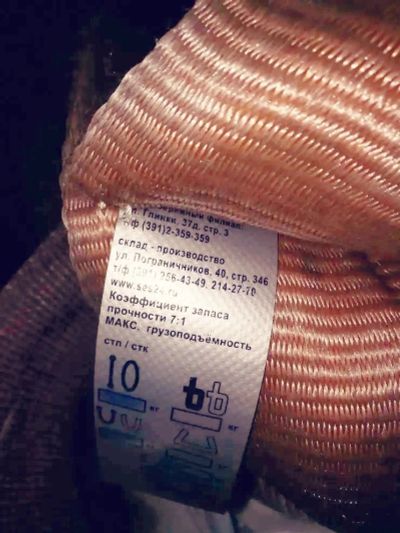 ул. Глинки, 37д, стр. 3
т/ф (391)2-359-359
склад - производство
ул. Пограничников, 40, стр. 346
т/ф (391) 256-43-49, 214-27-70
www.ses24.ru
Коэффициент запаса
прочности 7:1
МАКС. грузоподъёмность
стп / стк
10
кг кг